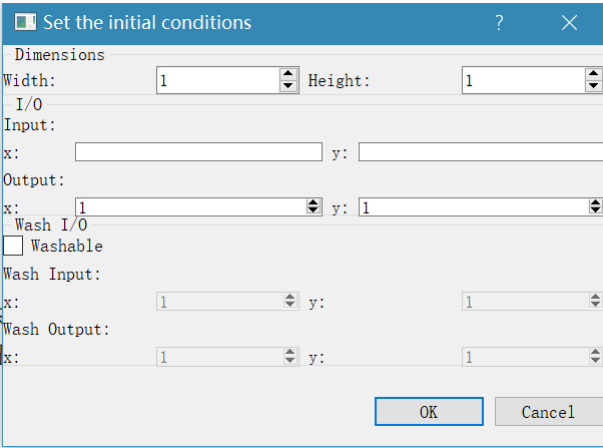 Set the initial conditions ?
Dimensions
Width: 1 Height: 1
I/O
Input:
x: y:
Output:
x: 1 y: 1
Wash I/O
Washable
Wash Input:
x: 1 y: 1
Wash Output:
x: 1 y: 1
OK Cancel